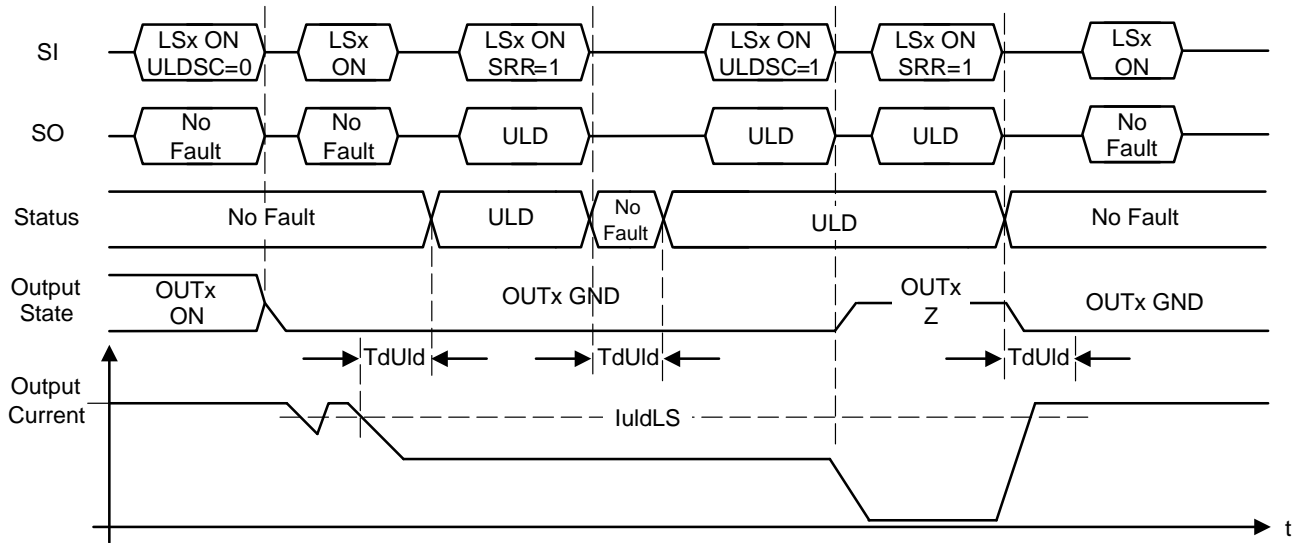 SI
LSx ON
ULDSC=0
LSx
ON
LSx ON
SRR=1
LSx ON
ULDSC=1
LSx ON
SRR=1
LSx
ON
SO
No
Fault
No
Fault
ULD
ULD
ULD
No
Fault
Status
No Fault
ULD
No
Fault
ULD
No Fault
Output
State
OUTx
ON
OUTx GND
OUTx
Z
OUTx GND
TdUld
TdUld
TdUld
Output
Current
IuldLS
t